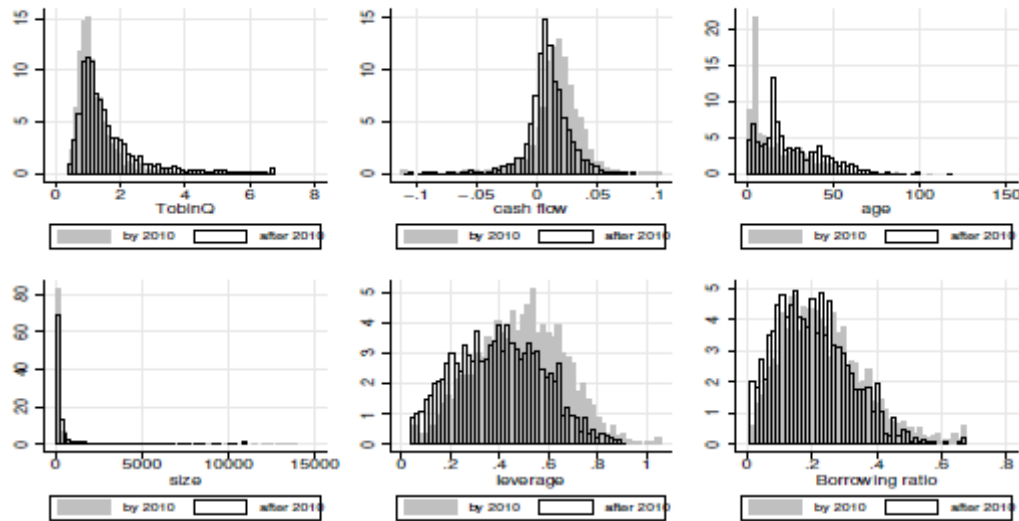 15
10
5
0
0 2 4 6 8
TobinQ
by 2010 after 2010
15
10
5
0
-.1 -.05 0 .05 .1
cash flow
by 2010 after 2010
20
15
10
5
0
0 50 100 150
age
by 2010 after 2010
80
60
40
20
0
0 5000 10000 15000
size
by 2010 after 2010
5
4
3
2
1
0
0 .2 .4 .6 .8 1
leverage
by 2010 after 2010
5
4
3
2
1
0
0 .2 .4 .6 .8
Borrowing ratio
by 2010 after 2010